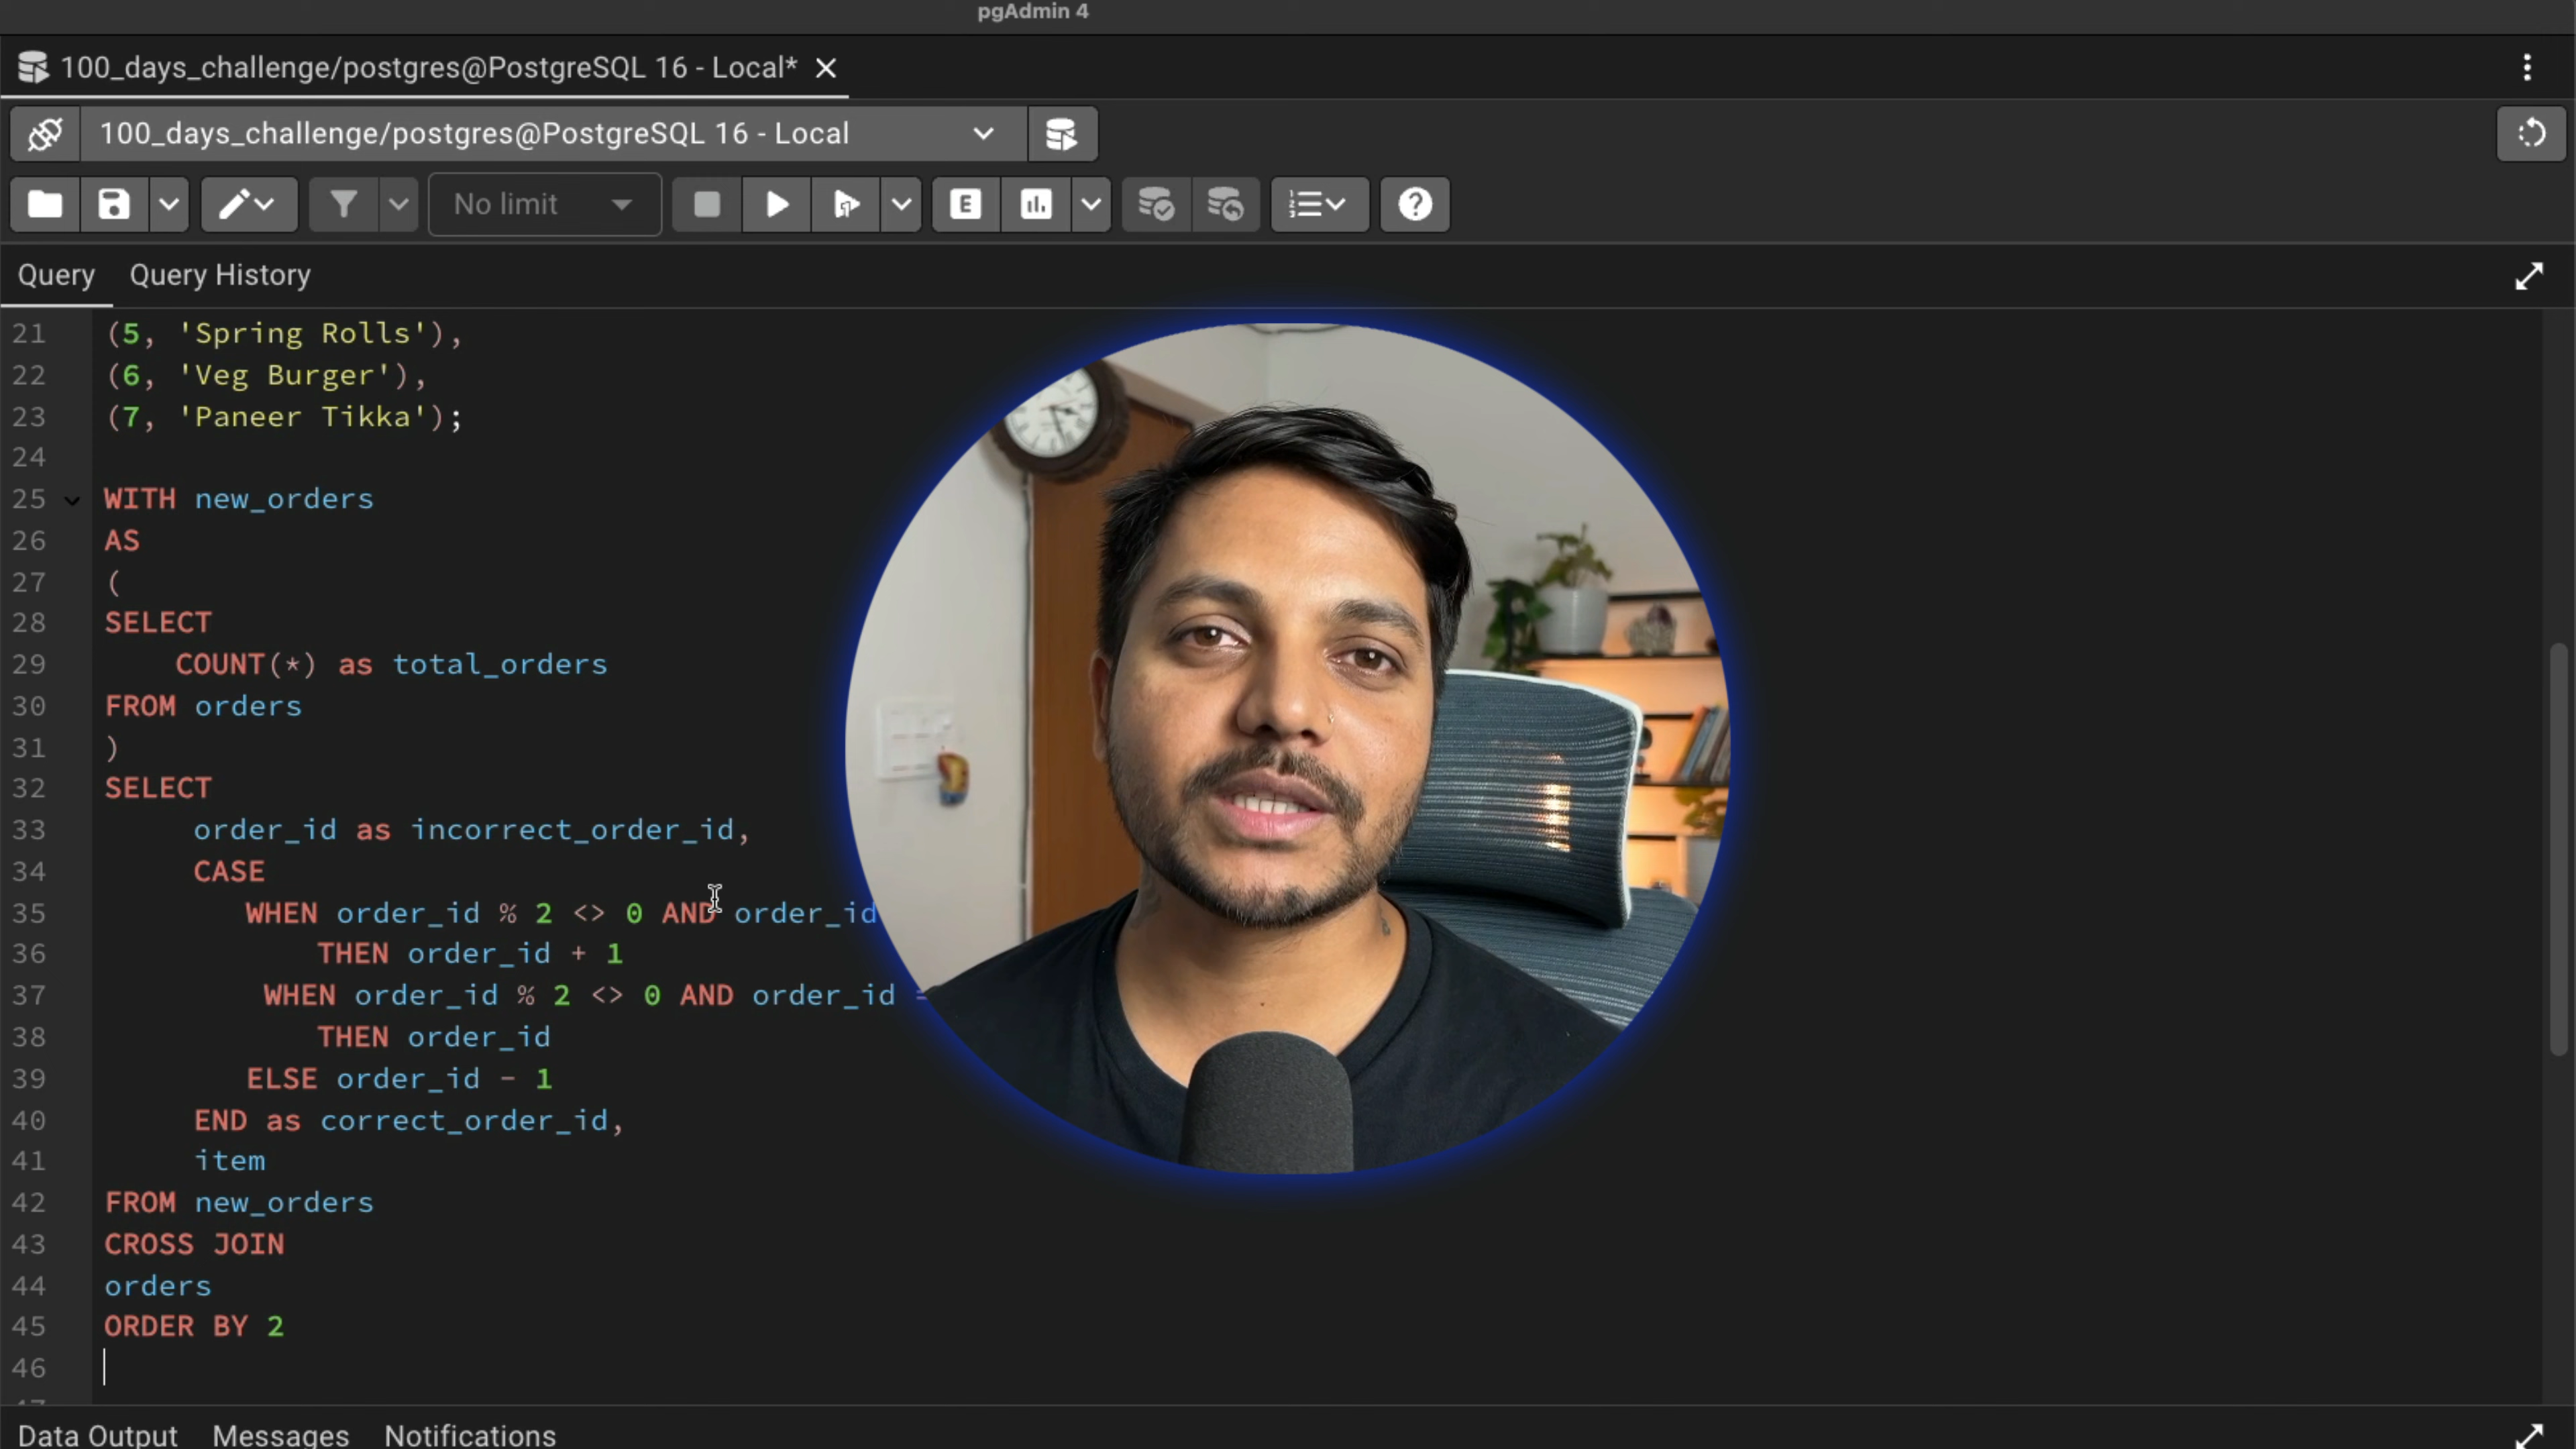 pgAdmin 4
100_days_challenge/postgres@PostgreSQL 16 - Local*
100_days_challenge/postgres@PostgreSQL 16 - Local
No limit
E
Query Query History
21 (5, 'Spring Rolls'),
22 (6, 'Veg Burger'),
23 (7, 'Paneer Tikka');
24
25 WITH new_orders
26 AS
27 (
28 SELECT
29 COUNT(*) as total_orders
30 FROM orders
31 )
32 SELECT
33 order_id as incorrect_order_id,
34 CASE
35 WHEN order_id % 2 <> 0 AND order_id
36 THEN order_id + 1
37 WHEN order_id % 2 <> 0 AND order_id =
38 THEN order_id
39 ELSE order_id - 1
40 END as correct_order_id,
41 item
42 FROM new_orders
43 CROSS JOIN
44 orders
45 ORDER BY 2
46
Data Output Messages Notifications